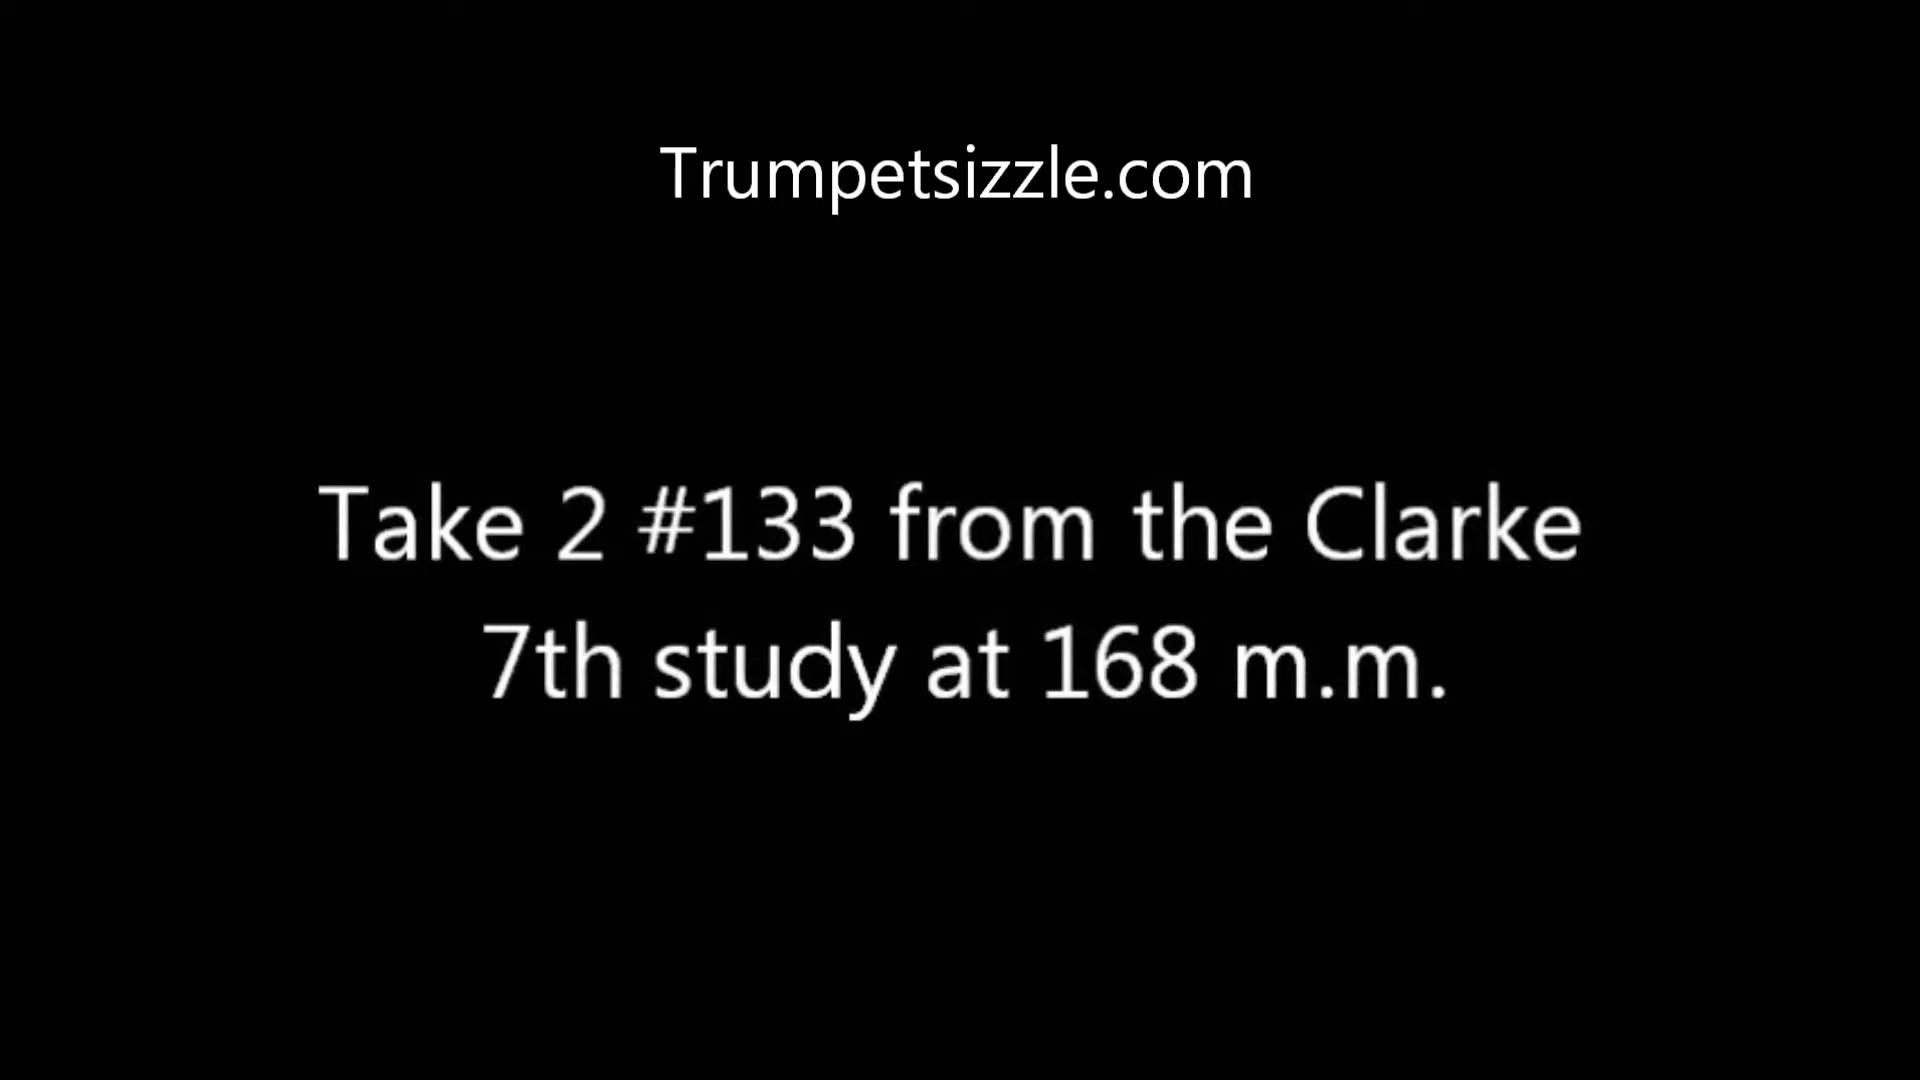 Trumpetsizzle.com
Take 2 #133 from the Clarke
7th study at 168 m.m.